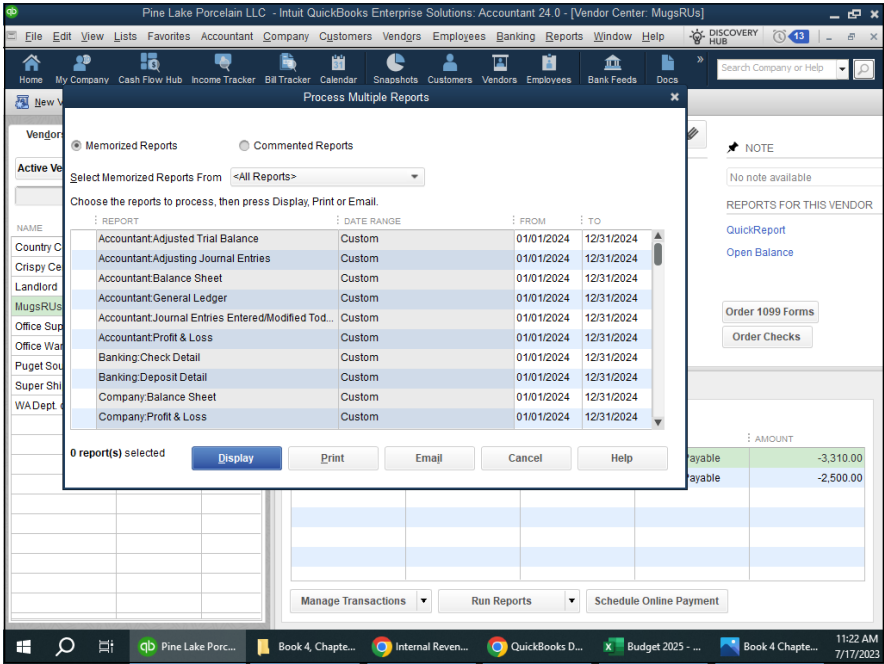 Pine Lake Porcelain LLC - Intuit QuickBooks Enterprise Solutions: Accountant 24.0 - [Vendor Center: MugsRUs]
File Edit View Lists Favorites Accountant Company Customers Vendors Employees Banking Reports Window Help DISCOVERY HUB 13
Home My Company Cash Flow Hub Income Tracker Bill Tracker Calendar Snapshots Customers Vendors Employees Bank Feeds Docs » Search Company or Help
New V
Process Multiple Reports
Vendors
Active Ve
NAME
Country C
Crispy Ce
Landlord
MugsRUs
Office Sup
Office War
Puget Sou
Super Shi
WA Dept. o
Memorized Reports Commented Reports
Select Memorized Reports From <All Reports>
Choose the reports to process, then press Display, Print or Email.
REPORT DATE RANGE FROM TO
Accountant:Adjusted Trial Balance Custom 01/01/2024 12/31/2024
Accountant:Adjusting Journal Entries Custom 01/01/2024 12/31/2024
Accountant:Balance Sheet Custom 01/01/2024 12/31/2024
Accountant:General Ledger Custom 01/01/2024 12/31/2024
Accountant:Journal Entries Entered/Modified Tod... Custom 01/01/2024 12/31/2024
Accountant:Profit & Loss Custom 01/01/2024 12/31/2024
Banking:Check Detail Custom 01/01/2024 12/31/2024
Banking:Deposit Detail Custom 01/01/2024 12/31/2024
Company:Balance Sheet Custom 01/01/2024 12/31/2024
Company:Profit & Loss Custom 01/01/2024 12/31/2024
0 report(s) selected Display Print Email Cancel Help
NOTE
No note available
REPORTS FOR THIS VENDOR
QuickReport
Open Balance
Order 1099 Forms
Order Checks
AMOUNT
Payable -3,310.00
Payable -2,500.00
Manage Transactions Run Reports Schedule Online Payment
Pine Lake Porc... Book 4, Chapte... Internal Reven... QuickBooks D... Budget 2025 - ... Book 4 Chapte... 11:22 AM
7/17/2023